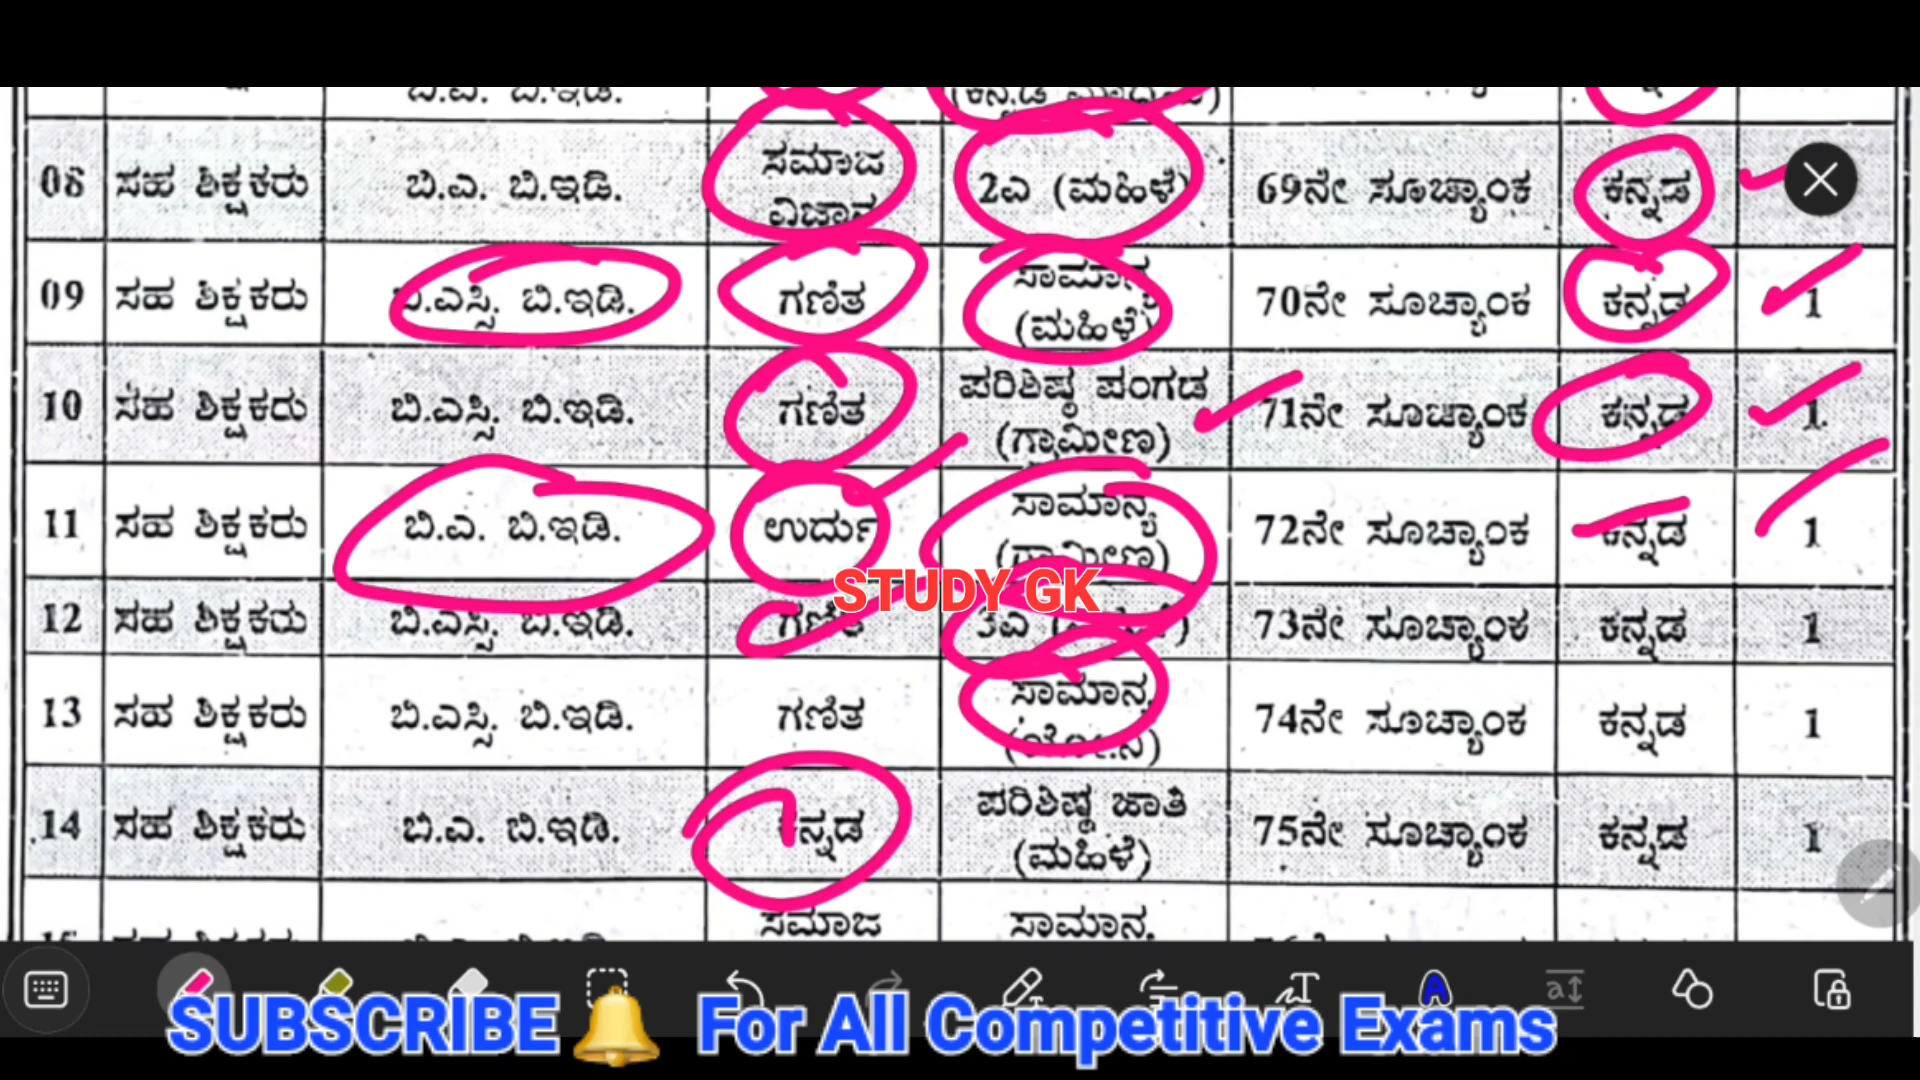 08 ಸಹ ಶಿಕ್ಷಕರು ಬಿ.ಎ. ಬಿ.ಇಡಿ. ಸಮಾಜ ವಿಜ್ಞಾನ 2ಎ (ಮಹಿಳೆ) 69ನೇ ಸೂಚ್ಯಾಂಕ ಕನ್ನಡ
09 ಸಹ ಶಿಕ್ಷಕರು ಬಿ.ಎಸ್ಸಿ. ಬಿ.ಇಡಿ. ಗಣಿತ ಸಾಮಾನ್ಯ (ಮಹಿಳೆ) 70ನೇ ಸೂಚ್ಯಾಂಕ ಕನ್ನಡ 1
10 ಸಹ ಶಿಕ್ಷಕರು ಬಿ.ಎಸ್ಸಿ. ಬಿ.ಇಡಿ. ಗಣಿತ ಪರಿಶಿಷ್ಠ ಪಂಗಡ (ಗ್ರಾಮೀಣ) 71ನೇ ಸೂಚ್ಯಾಂಕ ಕನ್ನಡ 1
11 ಸಹ ಶಿಕ್ಷಕರು ಬಿ.ಎ. ಬಿ.ಇಡಿ. ಉರ್ದು ಸಾಮಾನ್ಯ (ಗ್ರಾಮೀಣ) 72ನೇ ಸೂಚ್ಯಾಂಕ ಕನ್ನಡ 1
STUDY GK
12 ಸಹ ಶಿಕ್ಷಕರು ಬಿ.ಎಸ್ಸಿ. ಬಿ.ಇಡಿ. ಗಣಿತ 3ಎ 73ನೇ ಸೂಚ್ಯಾಂಕ ಕನ್ನಡ 1
13 ಸಹ ಶಿಕ್ಷಕರು ಬಿ.ಎಸ್ಸಿ. ಬಿ.ಇಡಿ. ಗಣಿತ ಸಾಮಾನ್ಯ 74ನೇ ಸೂಚ್ಯಾಂಕ ಕನ್ನಡ 1
14 ಸಹ ಶಿಕ್ಷಕರು ಬಿ.ಎ. ಬಿ.ಇಡಿ. ಕನ್ನಡ ಪರಿಶಿಷ್ಠ ಜಾತಿ (ಮಹಿಳೆ) 75ನೇ ಸೂಚ್ಯಾಂಕ ಕನ್ನಡ 1
ಸಮಾಜ ಸಾಮಾನ್ಯ
SUBSCRIBE For All Competitive Exams